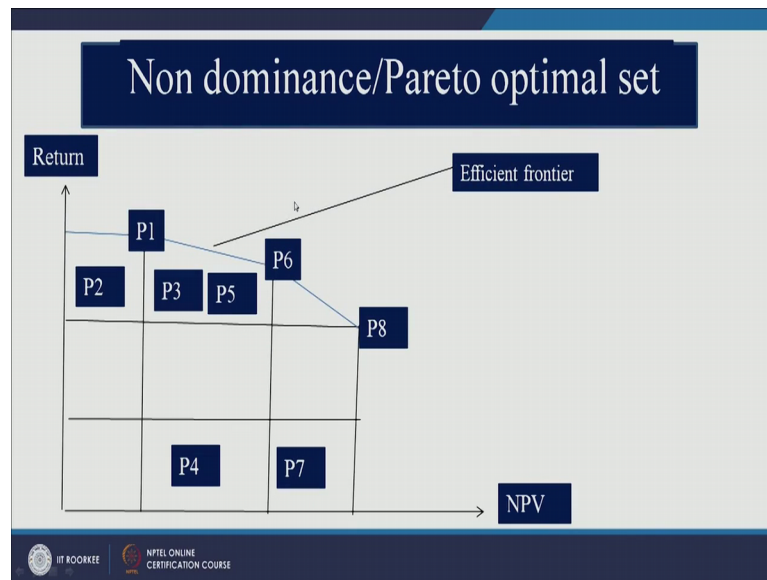 Non dominance/Pareto optimal set
Return
Efficient frontier
P1
P6
P2
P3
P5
P8
P4
P7
NPV
IIT ROORKEE
NPTEL ONLINE
CERTIFICATION COURSE